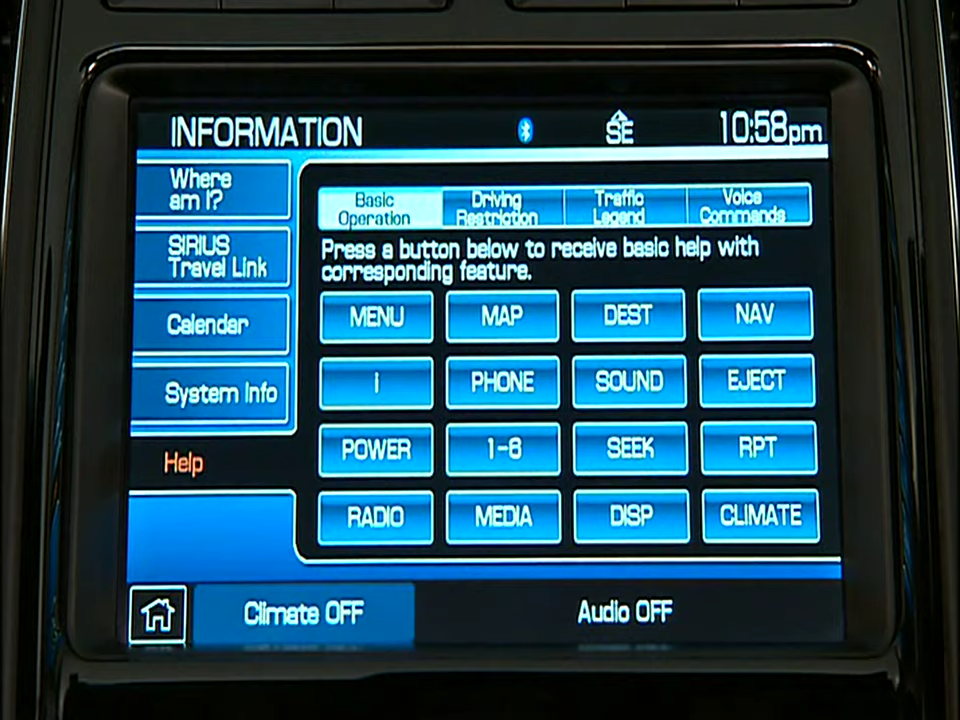 INFORMATION
SE
10:58pm
Where
am I?
SIRIUS
Travel Link
Calendar
System Info
Help
Basic
Operation
Driving
Restriction
Traffic
Legend
Voice
Commands
Press a button below to receive basic help with
corresponding feature.
MENU
MAP
DEST
NAV
i
PHONE
SOUND
EJECT
POWER
1-6
SEEK
RPT
RADIO
MEDIA
DISP
CLIMATE
Climate OFF
Audio OFF